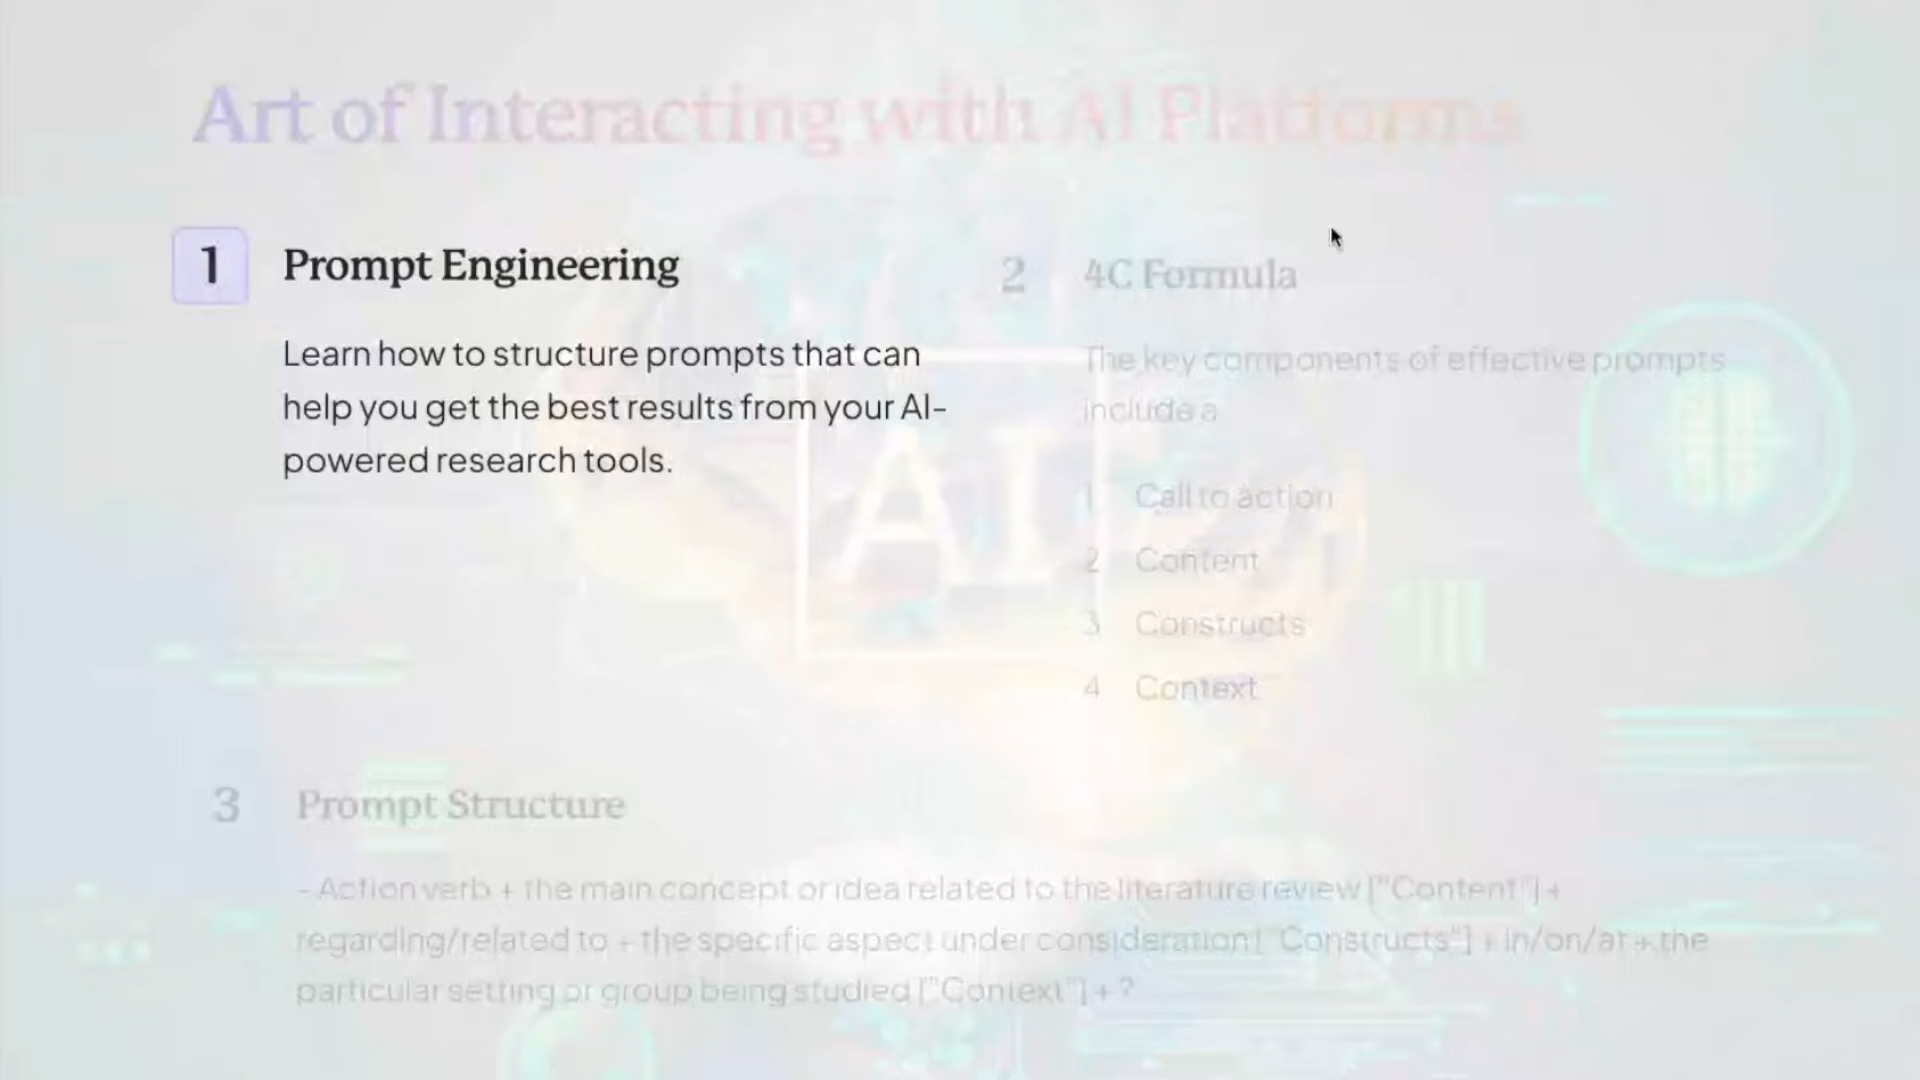 Art of Interacting with AI Platforms
1 Prompt Engineering
Learn how to structure prompts that can
help you get the best results from your AI-
powered research tools.
2 4C Formula
The key components of effective prompts
include a
1 Call to action
2 Content
3 Constructs
4 Context
AI
3 Prompt Structure
- Action verb + the main concept or idea related to the literature review ["Content"] +
regarding/related to + the specific aspect under consideration ["Constructs"] + in/on/at + the
particular setting or group being studied ["Context"] + ?